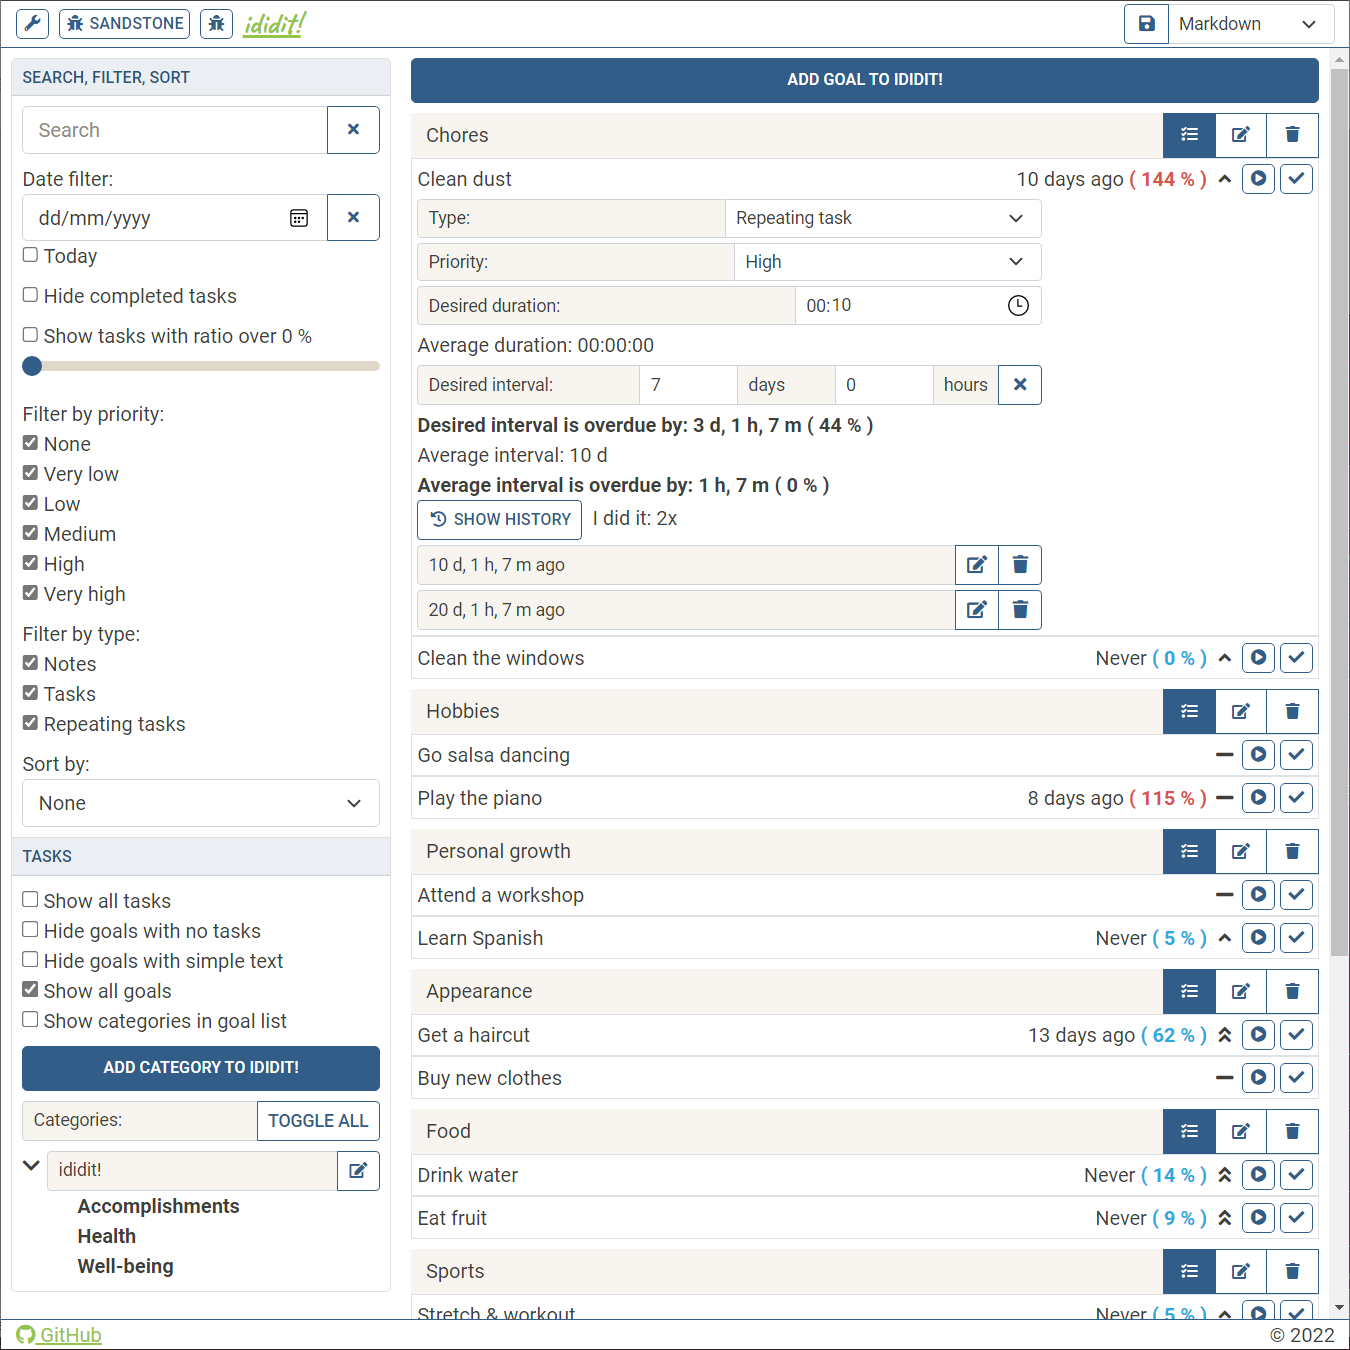 SANDSTONE
ididit!
Markdown
SEARCH, FILTER, SORT
Search
Date filter:
dd/mm/yyyy
Today
Hide completed tasks
Show tasks with ratio over 0 %
Filter by priority:
None
Very low
Low
Medium
High
Very high
Filter by type:
Notes
Tasks
Repeating tasks
Sort by:
None
TASKS
Show all tasks
Hide goals with no tasks
Hide goals with simple text
Show all goals
Show categories in goal list
ADD CATEGORY TO IDIDIT!
Categories:
TOGGLE ALL
ididit!
Accomplishments
Health
Well-being
ADD GOAL TO IDIDIT!
Chores
Clean dust 10 days ago ( 144 % )
Type: Repeating task
Priority: High
Desired duration: 00:10
Average duration: 00:00:00
Desired interval: 7 days 0 hours
Desired interval is overdue by: 3 d, 1 h, 7 m ( 44 % )
Average interval: 10 d
Average interval is overdue by: 1 h, 7 m ( 0 % )
SHOW HISTORY I did it: 2x
10 d, 1 h, 7 m ago
20 d, 1 h, 7 m ago
Clean the windows Never ( 0 % )
Hobbies
Go salsa dancing
Play the piano 8 days ago ( 115 % )
Personal growth
Attend a workshop
Learn Spanish Never ( 5 % )
Appearance
Get a haircut 13 days ago ( 62 % )
Buy new clothes
Food
Drink water Never ( 14 % )
Eat fruit Never ( 9 % )
Sports
Stretch & workout Never ( 5 % )
GitHub
© 2022